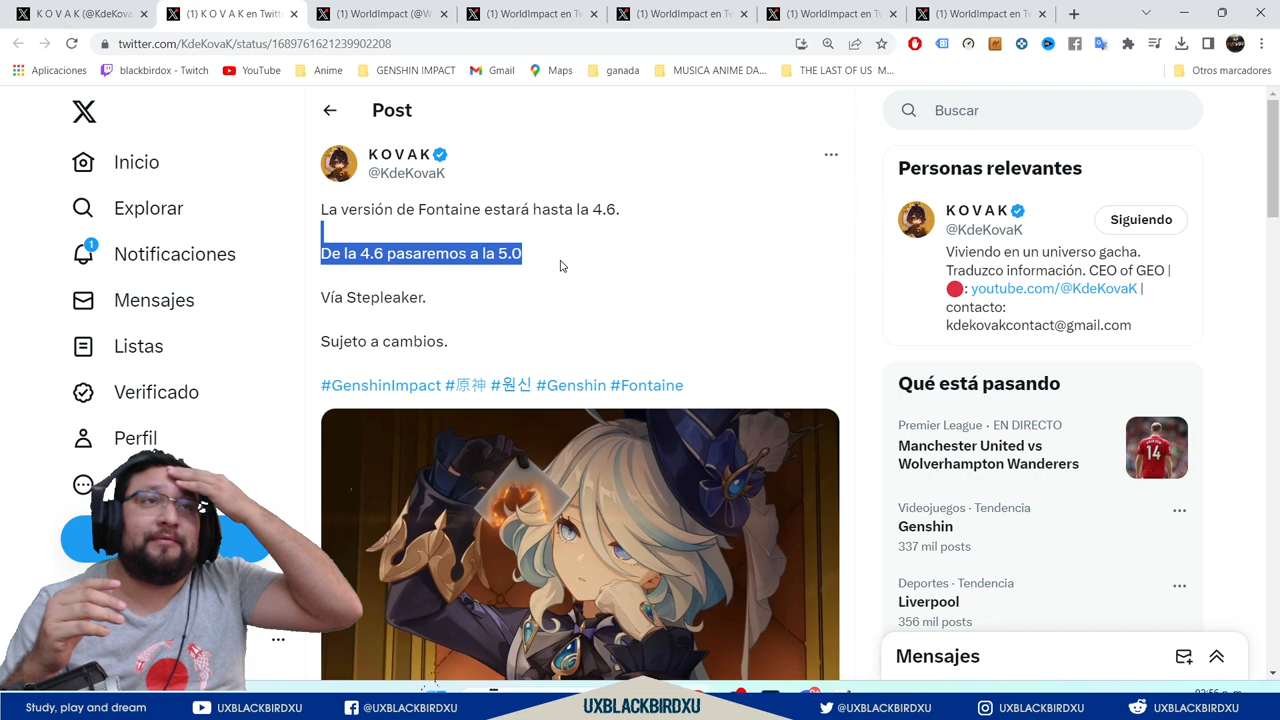 K O V A K (@KdeKova
(1) K O V A K en Twitt
(1) WorldImpact (@W
(1) WorldImpact en Tw
(1) WorldImpact en Tw
(1) WorldImpact en Tw
(1) WorldImpact en Tw
twitter.com/KdeKovaK/status/1689761621239902208
Aplicaciones
blackbirdox - Twitch
YouTube
Anime
GENSHIN IMPACT
Gmail
Maps
ganada
MUSICA ANIME DA...
THE LAST OF US M...
Otros marcadores
Inicio
Explorar
1
Notificaciones
Mensajes
Listas
Verificado
Perfil
Post
K O V A K
@KdeKovaK
La versión de Fontaine estará hasta la 4.6.
De la 4.6 pasaremos a la 5.0
Vía Stepleaker.
Sujeto a cambios.
#GenshinImpact #原神 #원신 #Genshin #Fontaine
Buscar
Personas relevantes
K O V A K
@KdeKovaK
Siguiendo
Viviendo en un universo gacha.
Traduzco información. CEO of GEO |
: youtube.com/@KdeKovaK |
contacto:
kdekovakcontact@gmail.com
Qué está pasando
Premier League · EN DIRECTO
Manchester United vs
Wolverhampton Wanderers
14
Videojuegos · Tendencia
Genshin
337 mil posts
Deportes · Tendencia
Liverpool
356 mil posts
Mensajes
Study, play and dream
UXBLACKBIRDXU
@UXBLACKBIRDXU
UXBLACKBIRDXU
@UXBLACKBIRDXU
UXBLACKBIRDXU
UXBLACKBIRDXU